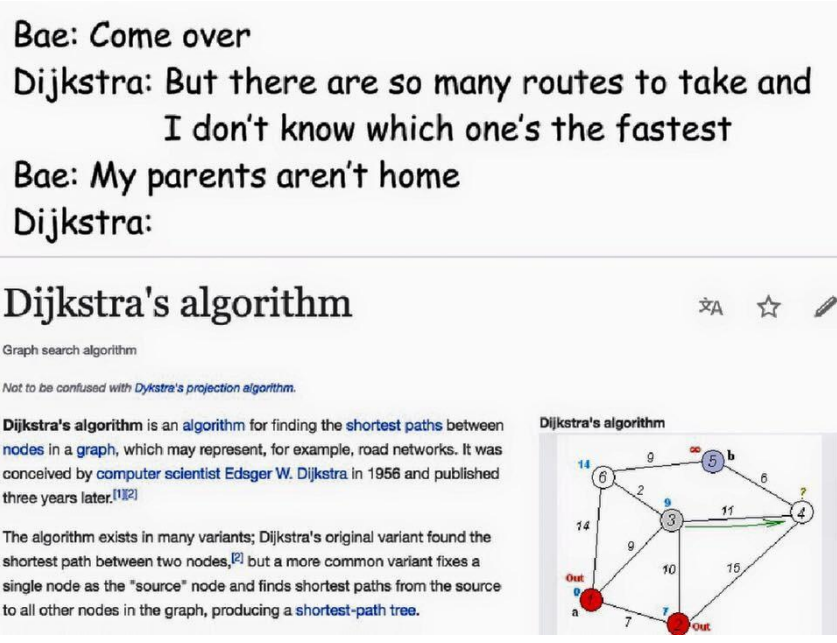 Bae: Come over
Dijkstra: But there are so many routes to take and
I don't know which one's the fastest
Bae: My parents aren't home
Dijkstra:
Dijkstra's algorithm
Graph search algorithm
Not to be confused with Dykstra's projection algorithm.
Dijkstra's algorithm is an algorithm for finding the shortest paths between
nodes in a graph, which may represent, for example, road networks. It was
conceived by computer scientist Edsger W. Dijkstra in 1956 and published
three years later.[1][2]
The algorithm exists in many variants; Dijkstra's original variant found the
shortest path between two nodes,[2] but a more common variant fixes a
single node as the "source" node and finds shortest paths from the source
to all other nodes in the graph, producing a shortest-path tree.
Dijkstra's algorithm
14 9 ∞ b
6 5
2 6
9 ?
3 11 4
14
9 10 15
Out
0 1
a 7 7 2 Out